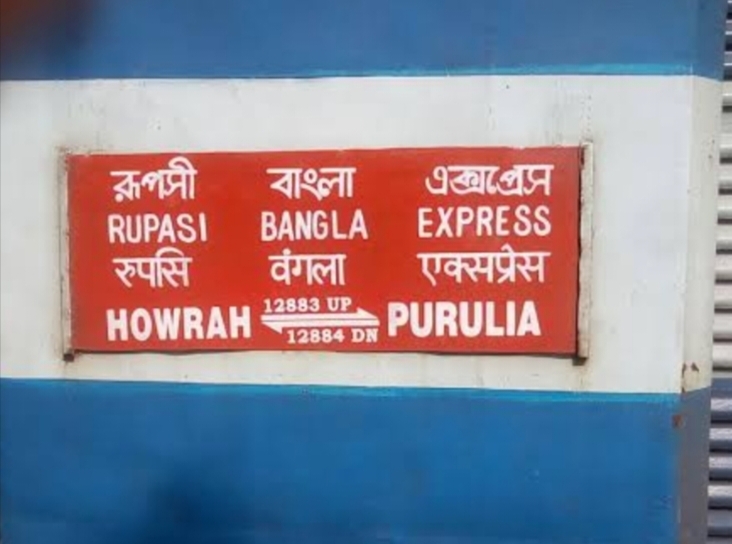 রূপসী বাংলা এক্সপ্রেস
RUPASI BANGLA EXPRESS
रुपसि वंगला एक्सप्रेस
HOWRAH 12883 UP 12884 DN PURULIA